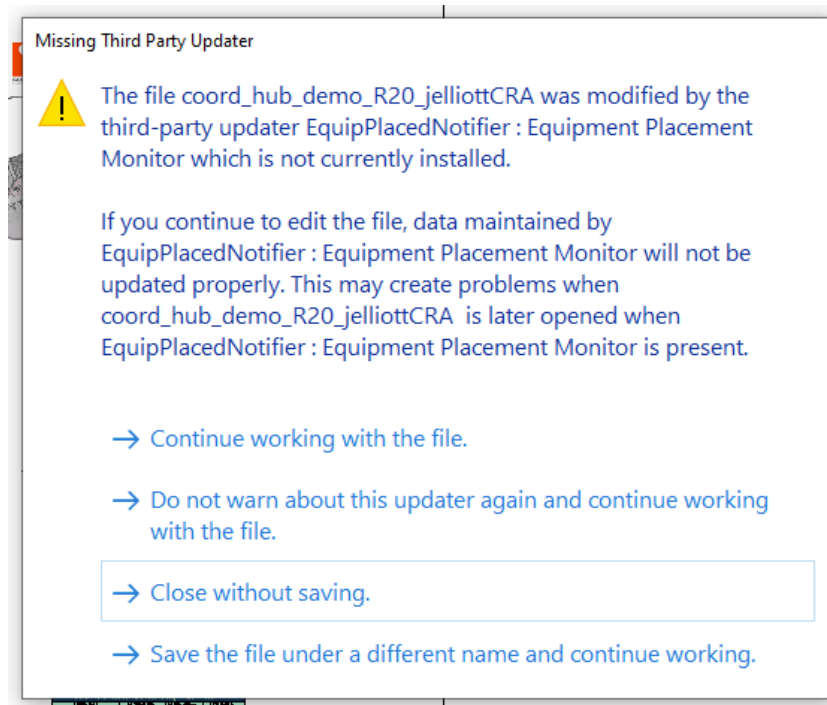 Missing Third Party Updater
The file coord_hub_demo_R20_jelliottCRA was modified by the
third-party updater EquipPlacedNotifier : Equipment Placement
Monitor which is not currently installed.
If you continue to edit the file, data maintained by
EquipPlacedNotifier : Equipment Placement Monitor will not be
updated properly. This may create problems when
coord_hub_demo_R20_jelliottCRA  is later opened when
EquipPlacedNotifier : Equipment Placement Monitor is present.
→ Continue working with the file.
→ Do not warn about this updater again and continue working
with the file.
→ Close without saving.
→ Save the file under a different name and continue working.